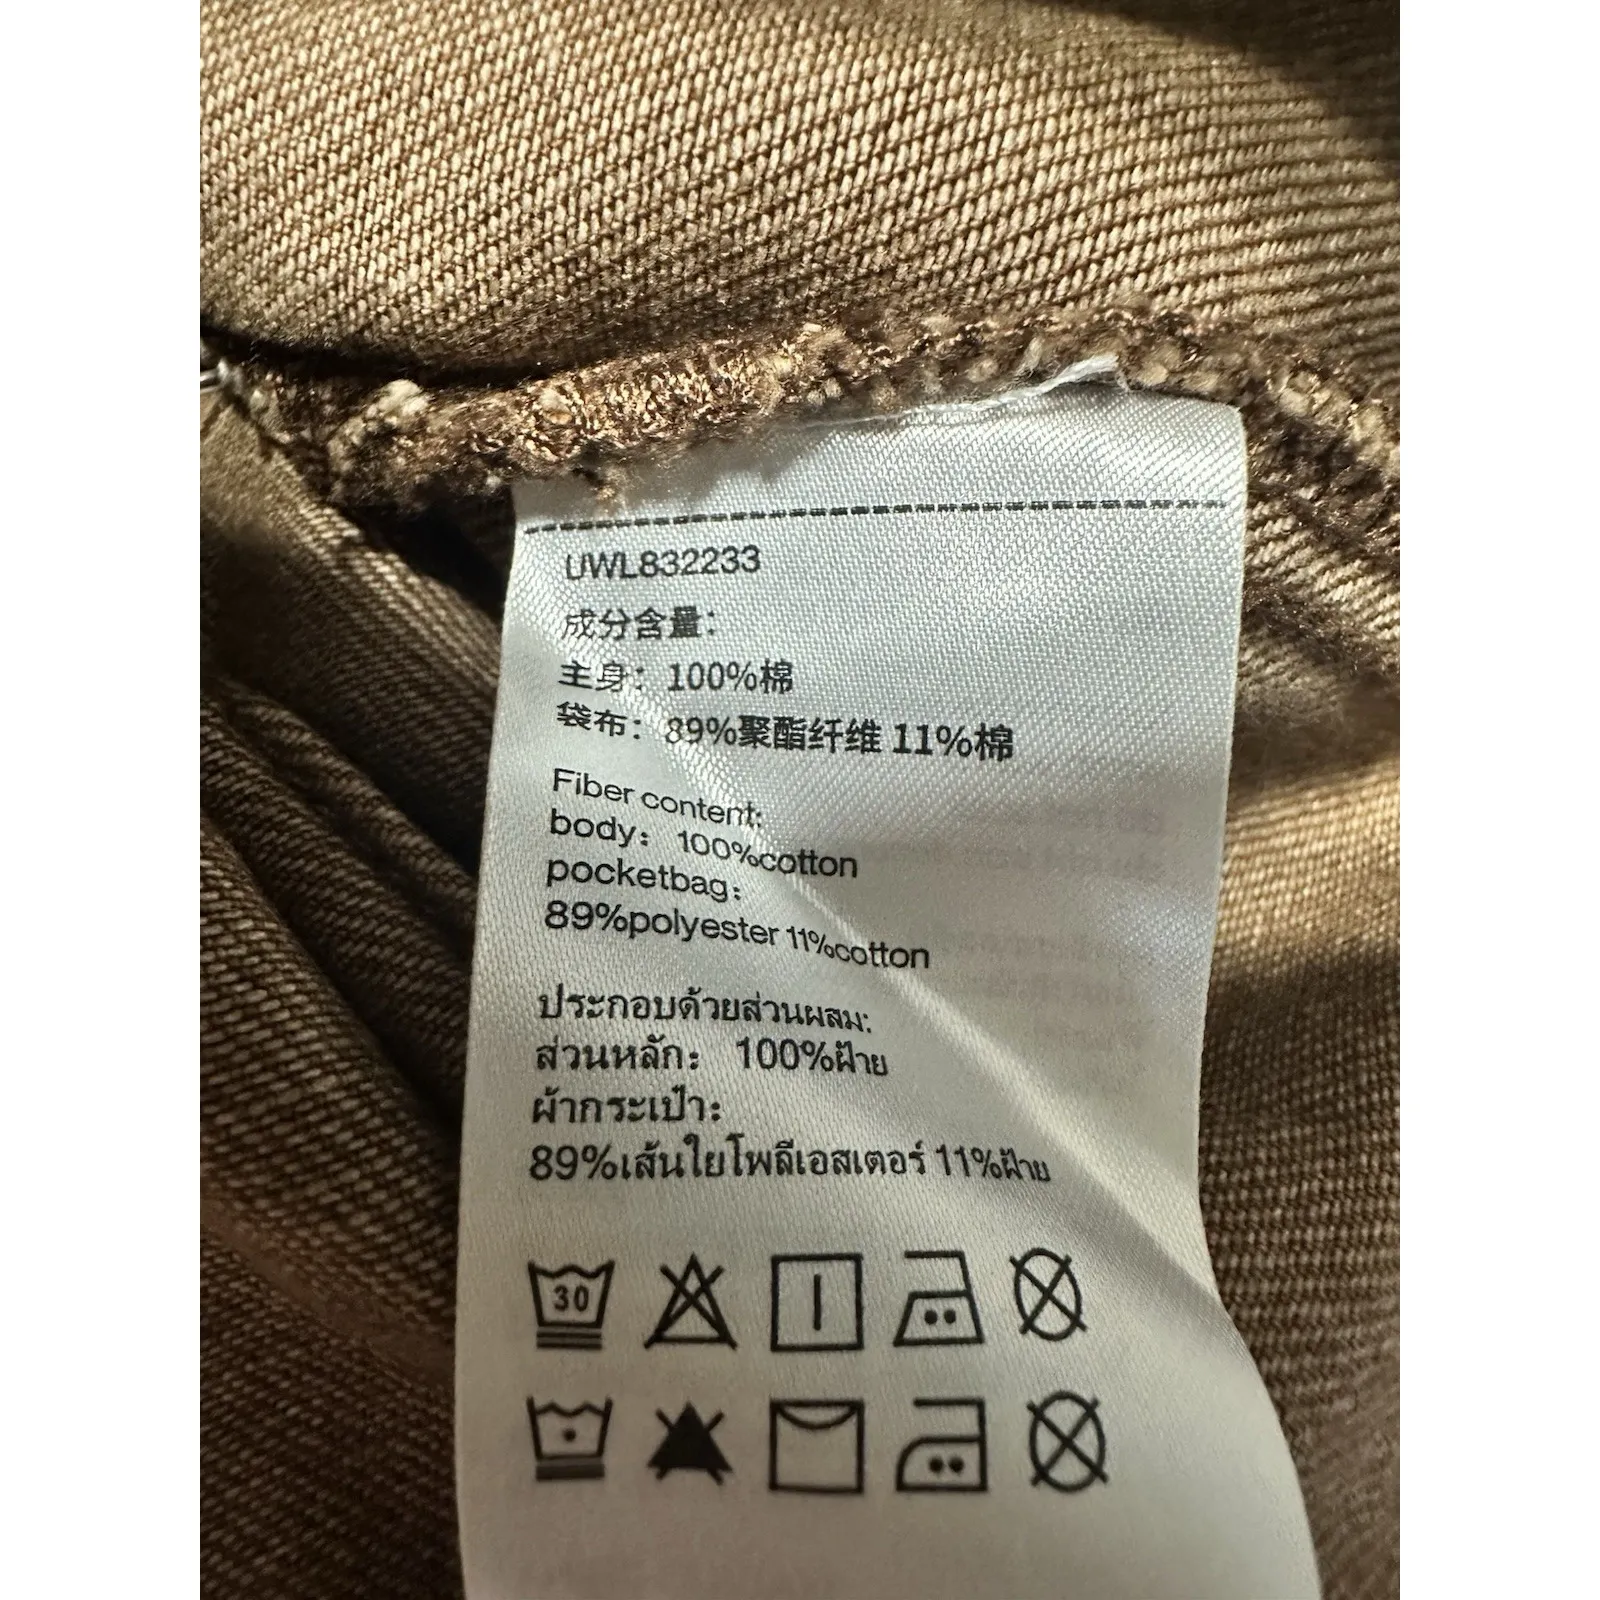 UWL832233
成分含量：
主身：100%棉
袋布：89%聚酯纤维 11%棉
Fiber content:
body：100%cotton
pocketbag：
89%polyester 11%cotton
ประกอบด้วยส่วนผสม:
ส่วนหลัก：100%ฝ้าย
ผ้ากระเป๋า：
89%เส้นใยโพลีเอสเตอร์ 11%ฝ้าย
30